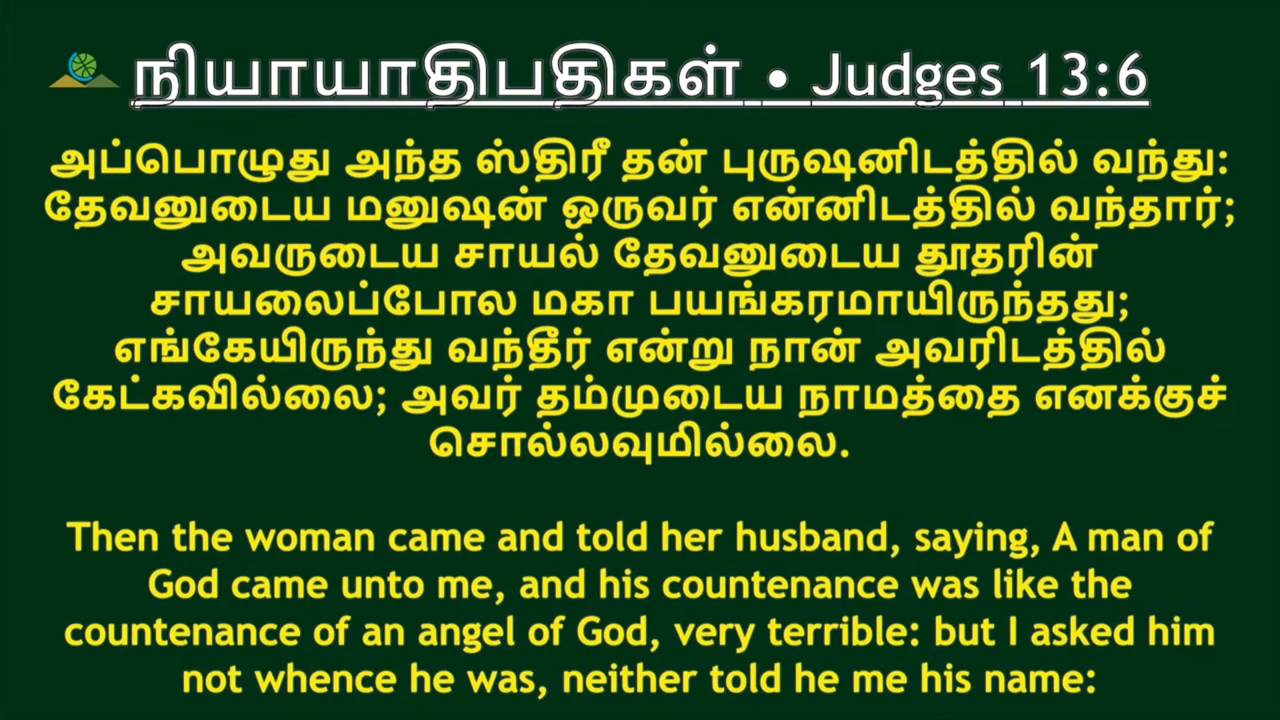 நியாயாதிபதிகள் • Judges 13:6
அப்பொழுது அந்த ஸ்திரீ தன் புருஷனிடத்தில் வந்து:
தேவனுடைய மனுஷன் ஒருவர் என்னிடத்தில் வந்தார்;
அவருடைய சாயல் தேவனுடைய தூதரின்
சாயலைப்போல மகா பயங்கரமாயிருந்தது;
எங்கேயிருந்து வந்தீர் என்று நான் அவரிடத்தில்
கேட்கவில்லை; அவர் தம்முடைய நாமத்தை எனக்குச்
சொல்லவுமில்லை.
Then the woman came and told her husband, saying, A man of
God came unto me, and his countenance was like the
countenance of an angel of God, very terrible: but I asked him
not whence he was, neither told he me his name: